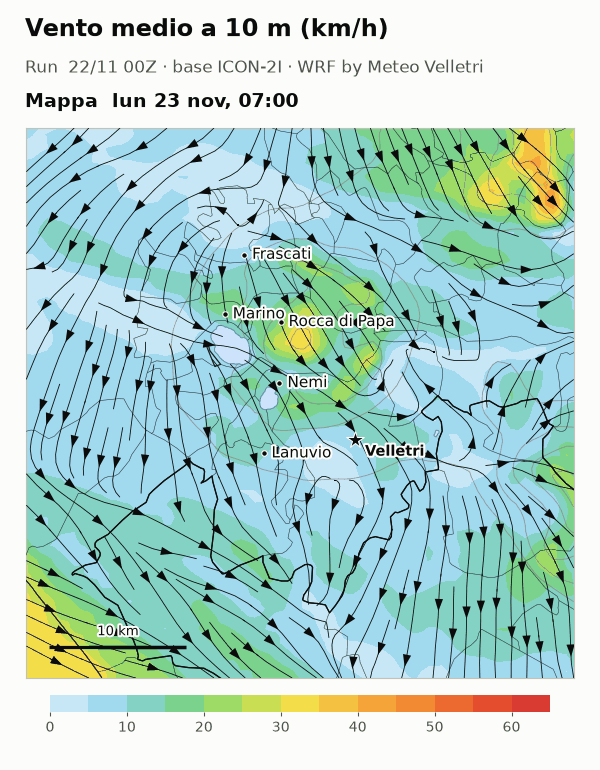 Vento medio a 10 m (km/h)
Run  22/11 00Z · base ICON-2I · WRF by Meteo Velletri
Mappa  lun 23 nov, 07:00
Frascati
Marino
Rocca di Papa
Nemi
Velletri
Lanuvio
10 km
0 10 20 30 40 50 60